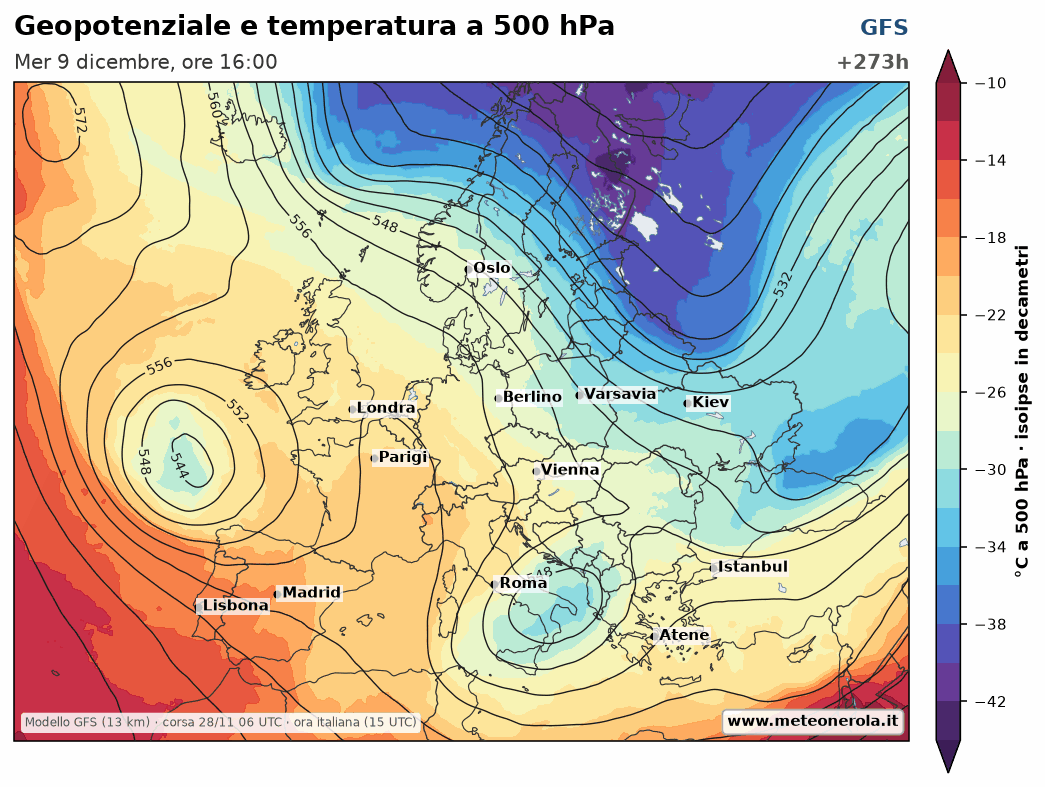 Geopotenziale e temperatura a 500 hPa
GFS
Mer 9 dicembre, ore 16:00
+273h
572
560
556
548
532
556
552
548
544
Oslo
Berlino
Varsavia
Kiev
Londra
Parigi
Vienna
Roma
Istanbul
Madrid
Lisbona
Atene
Modello GFS (13 km) · corsa 28/11 06 UTC · ora italiana (15 UTC)
www.meteonerola.it
−10
−14
−18
−22
−26
−30
−34
−38
−42
°C a 500 hPa · isoipse in decametri